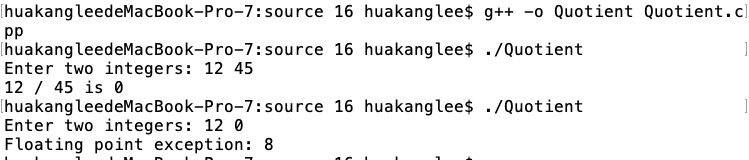 [huakangleedeMacBook-Pro-7:source 16 huakanglee$ g++ -o Quotient Quotient.c]
pp
[huakangleedeMacBook-Pro-7:source 16 huakanglee$ ./Quotient ]
Enter two integers: 12 45
12 / 45 is 0
[huakangleedeMacBook-Pro-7:source 16 huakanglee$ ./Quotient ]
Enter two integers: 12 0
Floating point exception: 8